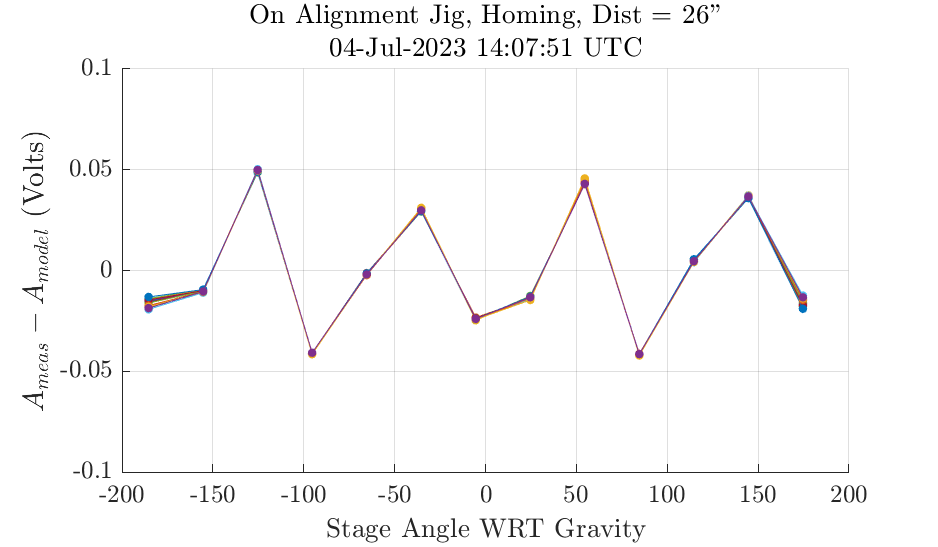 On Alignment Jig, Homing, Dist = 26”
04-Jul-2023 14:07:51 UTC
0.1
0.05
0
-0.05
-0.1
A_meas − A_model (Volts)
-200 -150 -100 -50 0 50 100 150 200
Stage Angle WRT Gravity